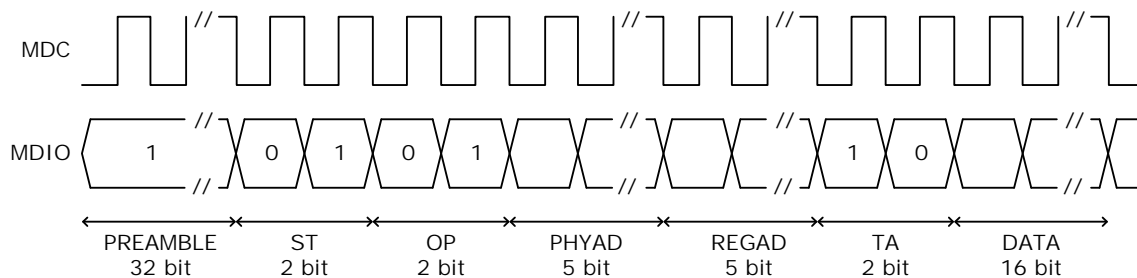 MDC
MDIO 1 0 1 0 1 1 0
PREAMBLE ST OP PHYAD REGAD TA DATA
32 bit 2 bit 2 bit 5 bit 5 bit 2 bit 16 bit